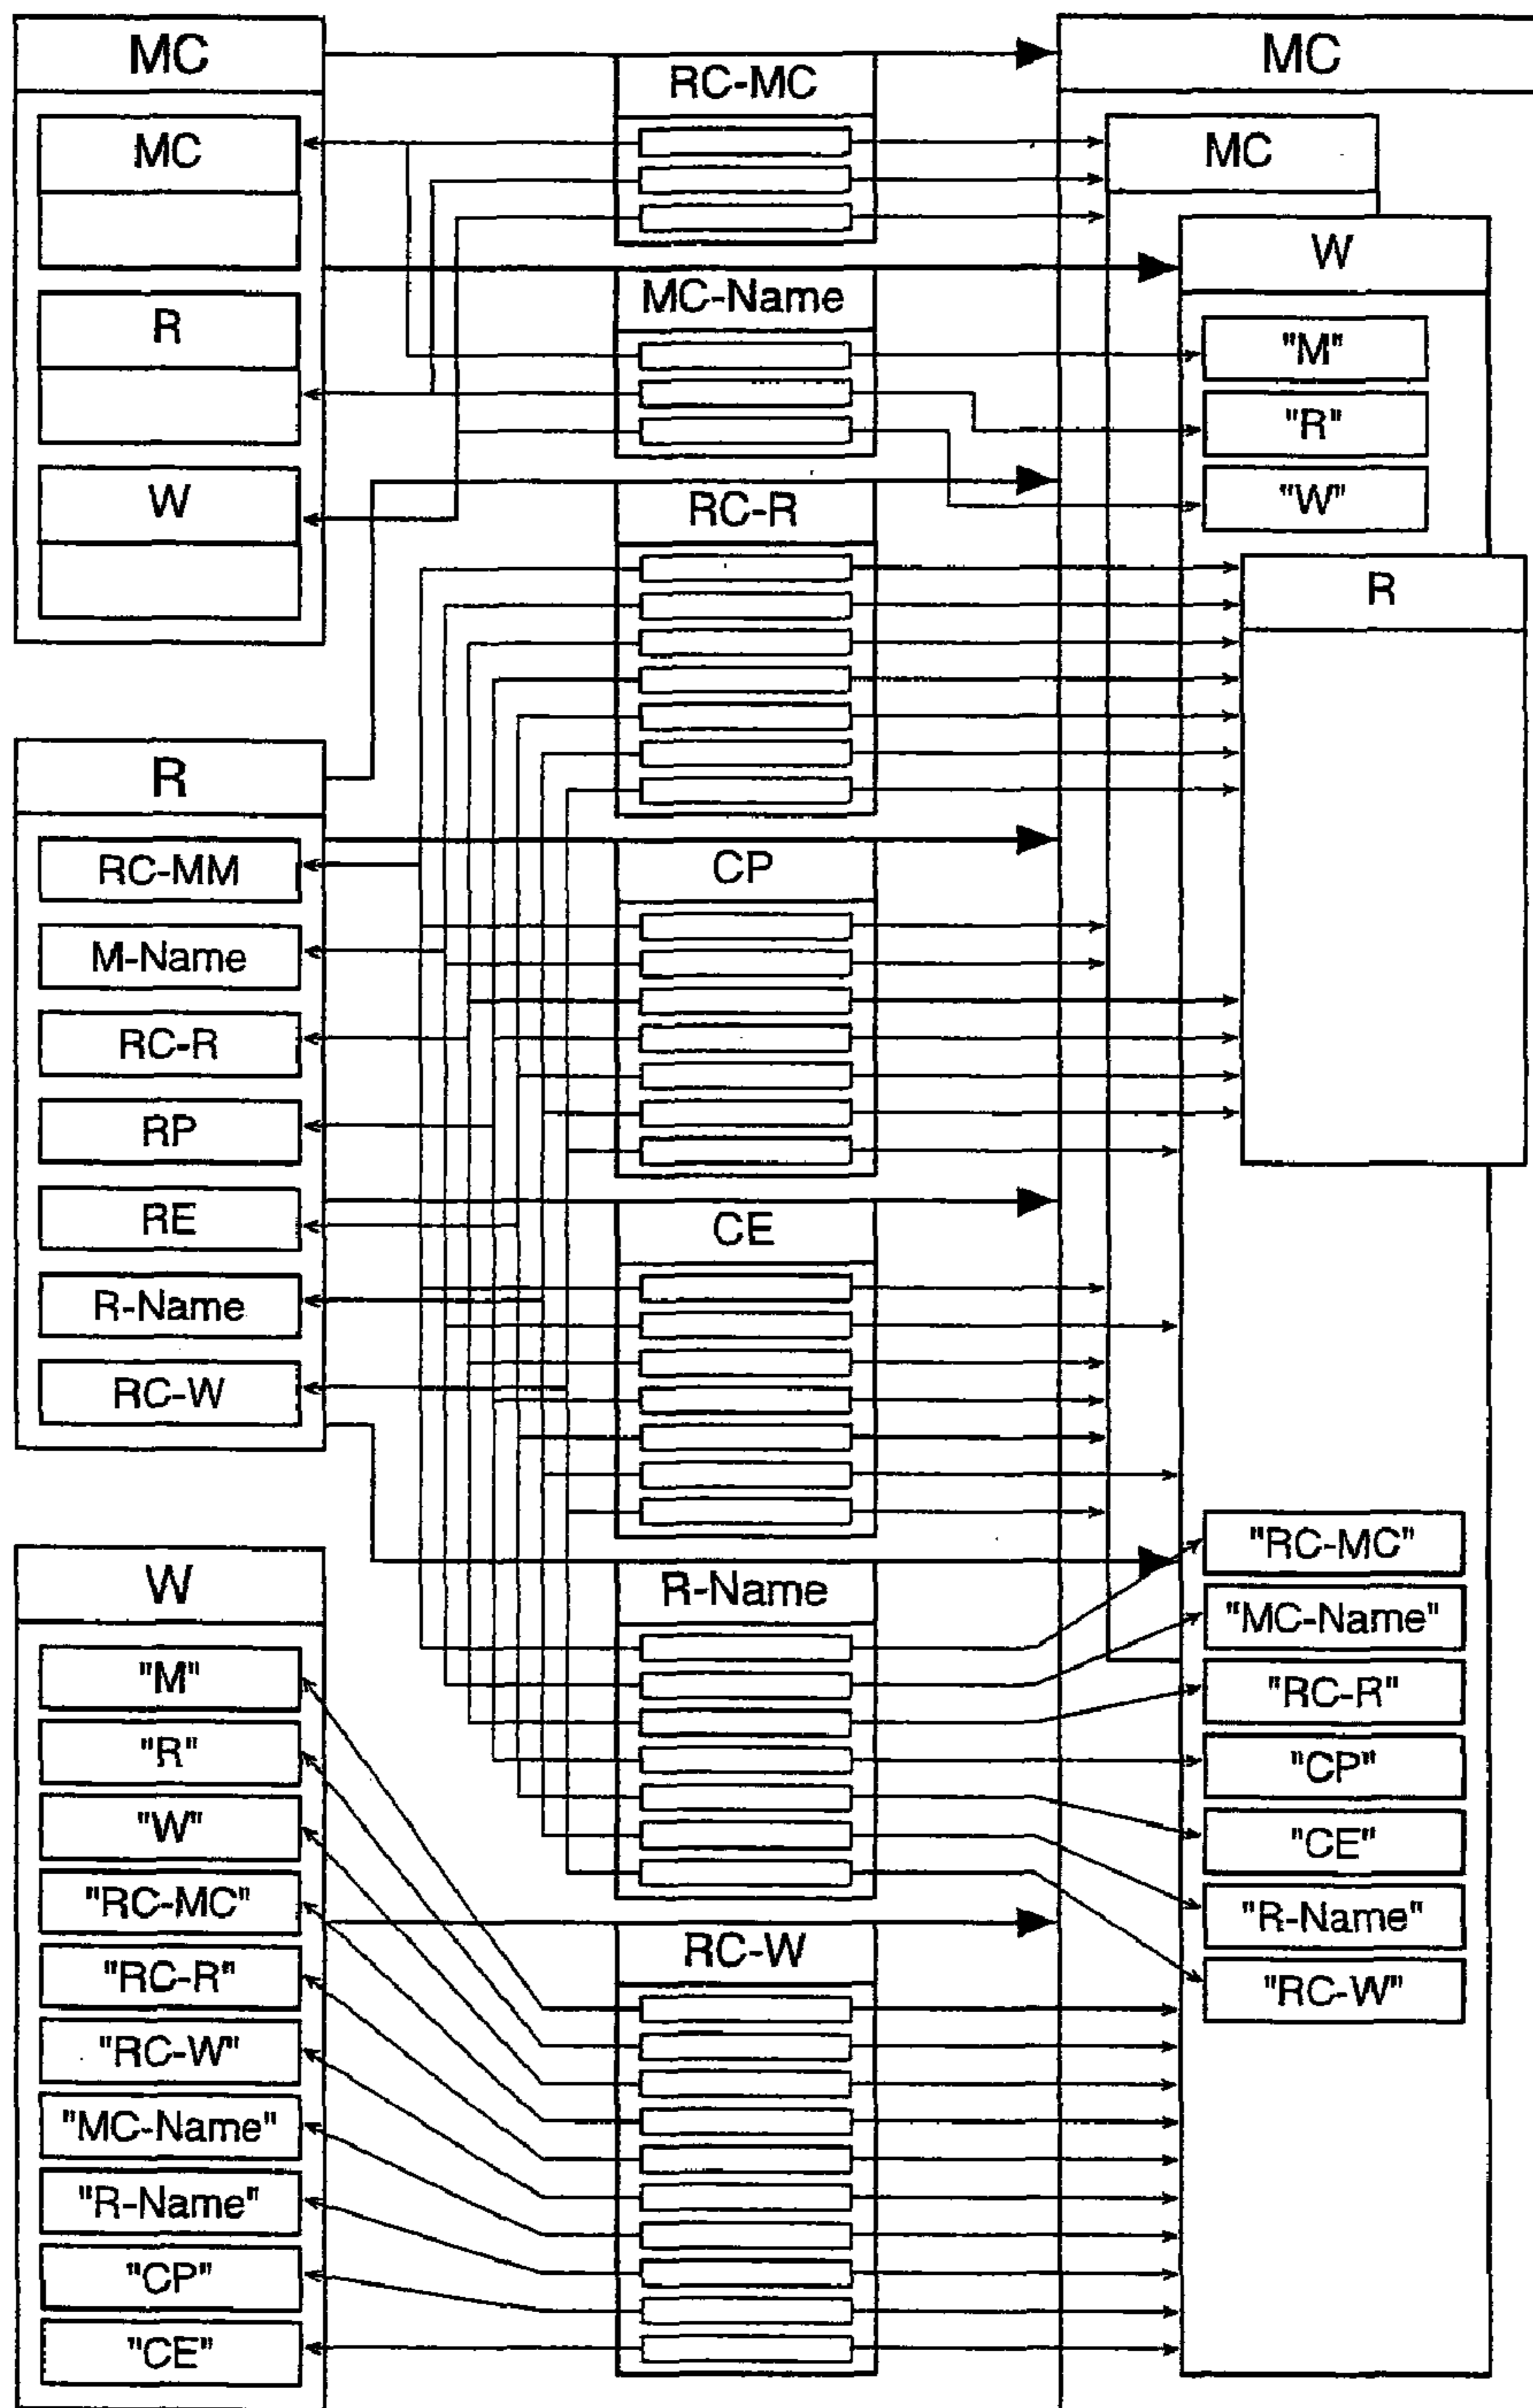 MC
MC
R
W
R
RC-MM
M-Name
RC-R
RP
RE
R-Name
RC-W
W
"M"
"R"
"W"
"RC-MC"
"RC-R"
"RC-W"
"MC-Name"
"R-Name"
"CP"
"CE"
RC-MC
MC-Name
RC-R
CP
CE
R-Name
RC-W
MC
MC
W
"M"
"R"
"W"
R
"RC-MC"
"MC-Name"
"RC-R"
"CP"
"CE"
"R-Name"
"RC-W"